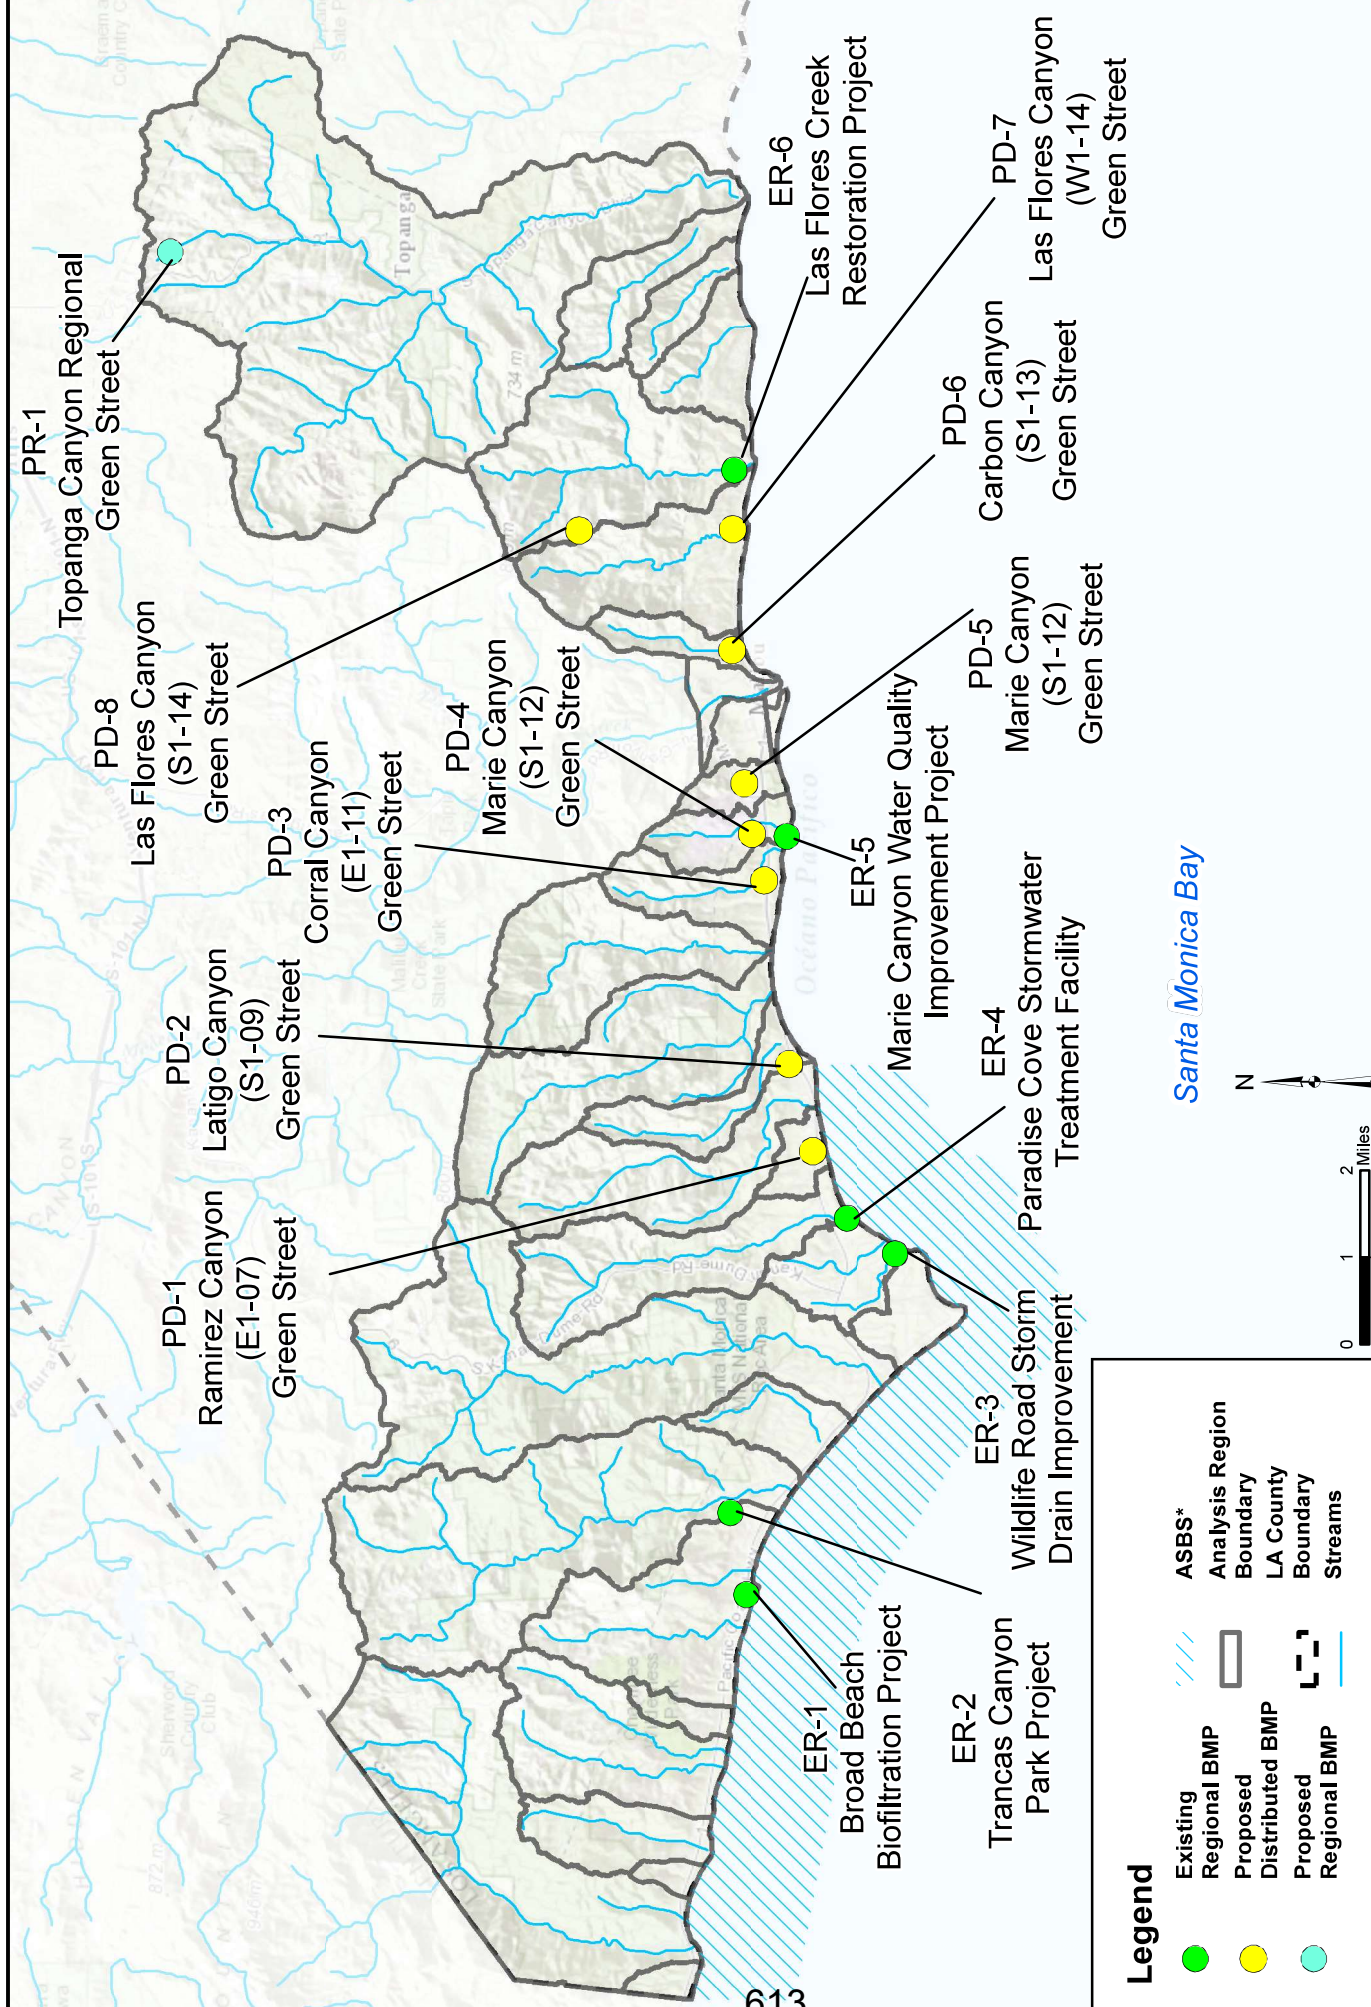 PR-1
Topanga Canyon Regional
Green Street
PD-8
Las Flores Canyon
(S1-14)
Green Street
PD-3
Corral Canyon
(E1-11)
Green Street
PD-4
Marie Canyon
(S1-12)
Green Street
PD-2
Latigo Canyon
(S1-09)
Green Street
PD-1
Ramirez Canyon
(E1-07)
Green Street
ER-6
Las Flores Creek
Restoration Project
PD-7
Las Flores Canyon
(W1-14)
Green Street
PD-6
Carbon Canyon
(S1-13)
Green Street
PD-5
Marie Canyon
(S1-12)
Green Street
ER-5
Marie Canyon Water Quality
Improvement Project
ER-4
Paradise Cove Stormwater
Treatment Facility
ER-3
Wildlife Road Storm
Drain Improvement
ER-2
Trancas Canyon
Park Project
ER-1
Broad Beach
Biofiltration Project
Topanga
734 m
Océano Pacífico
Santa Monica Bay
N
0 1 2
Miles
Legend
Existing
Regional BMP
Proposed
Distributed BMP
Proposed
Regional BMP
ASBS*
Analysis Region
Boundary
LA County
Boundary
Streams
613